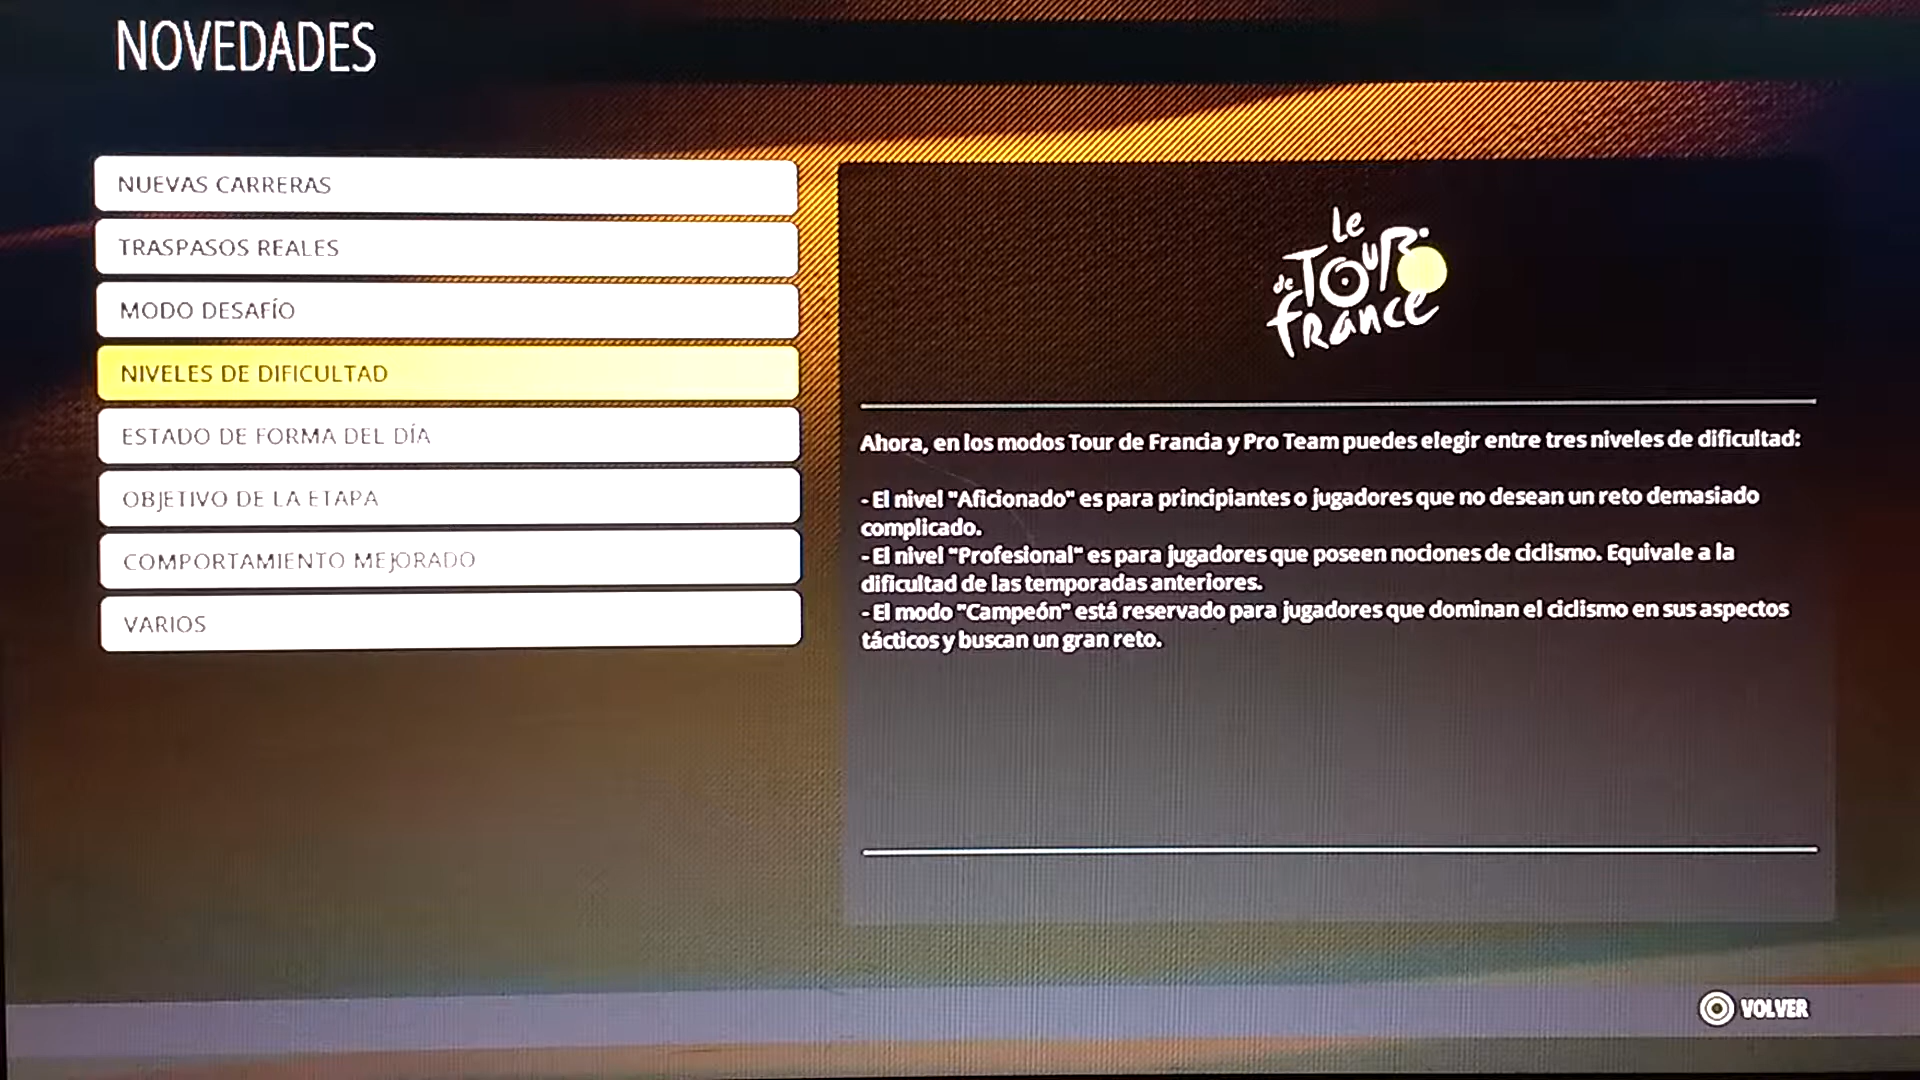 NOVEDADES
NUEVAS CARRERAS
TRASPASOS REALES
MODO DESAFÍO
NIVELES DE DIFICULTAD
ESTADO DE FORMA DEL DÍA
OBJETIVO DE LA ETAPA
COMPORTAMIENTO MEJORADO
VARIOS
le
de TOUR
france
Ahora, en los modos Tour de Francia y Pro Team puedes elegir entre tres niveles de dificultad:
- El nivel "Aficionado" es para principiantes o jugadores que no desean un reto demasiado
complicado.
- El nivel "Profesional" es para jugadores que poseen nociones de ciclismo. Equivale a la
dificultad de las temporadas anteriores.
- El modo "Campeón" está reservado para jugadores que dominan el ciclismo en sus aspectos
tácticos y buscan un gran reto.
VOLVER